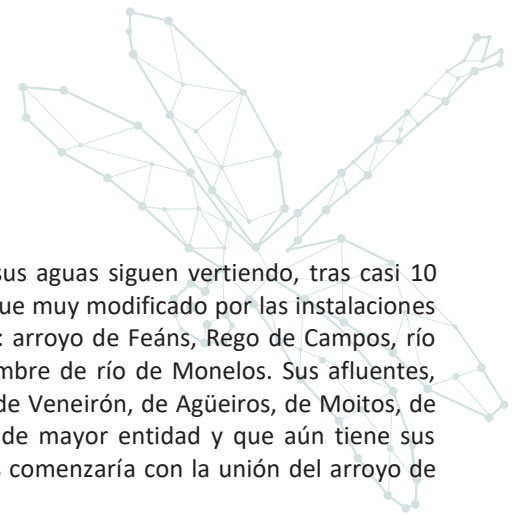 sus aguas siguen vertiendo, tras casi 10
ue muy modificado por las instalaciones
: arroyo de Feáns, Rego de Campos, río
mbre de río de Monelos. Sus afluentes,
de Veneirón, de Agüeiros, de Moitos, de
de mayor entidad y que aún tiene sus
s comenzaría con la unión del arroyo de